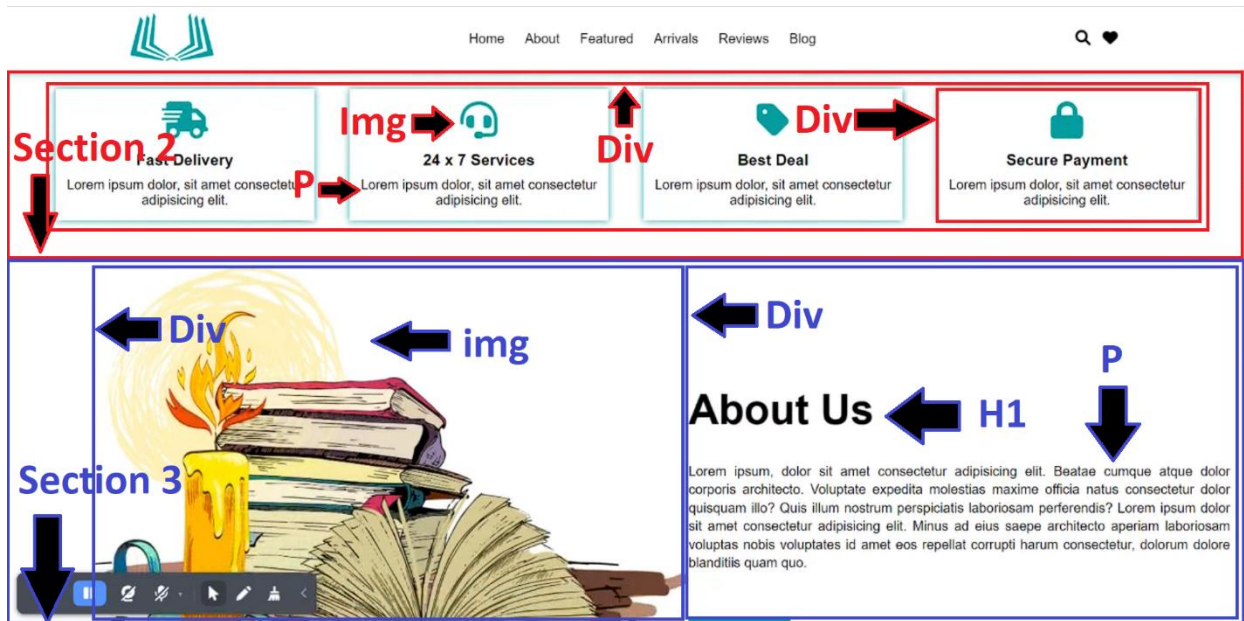 Home About Featured Arrivals Reviews Blog
Img
Div
Div
Section 2
Fast Delivery
24 x 7 Services
Best Deal
Secure Payment
P
Lorem ipsum dolor, sit amet consectetur
adipisicing elit.
Lorem ipsum dolor, sit amet consectetur
adipisicing elit.
Lorem ipsum dolor, sit amet consectetur
adipisicing elit.
Lorem ipsum dolor, sit amet consectetur
adipisicing elit.
Div
img
Div
P
About Us
H1
Section 3
Lorem ipsum, dolor sit amet consectetur adipisicing elit. Beatae cumque atque dolor
corporis architecto. Voluptate expedita molestias maxime officia natus consectetur dolor
quisquam illo? Quis illum nostrum perspiciatis laboriosam perferendis? Lorem ipsum dolor
sit amet consectetur adipisicing elit. Minus ad eius saepe architecto aperiam laboriosam
voluptas nobis voluptates id amet eos repellat corrupti harum consectetur, dolorum dolore
blanditiis quam quo.